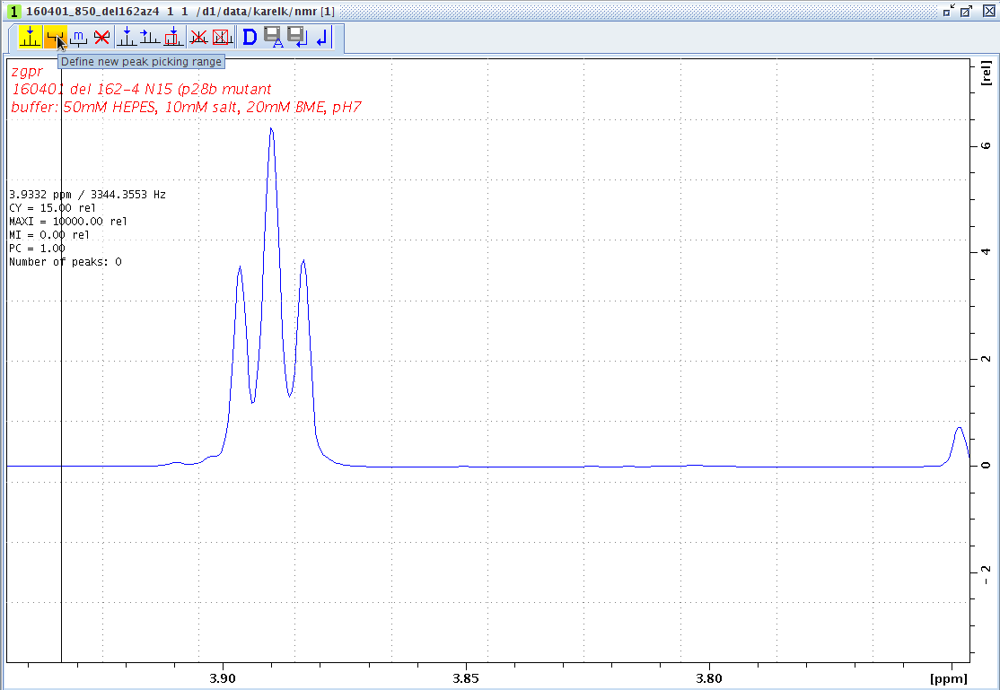 1 160401_850_del162az4 1 1 /d1/data/karelk/nmr [1]
m D A
Define new peak picking range
zgpr
160401 del 162-4 N15 (p28b mutant
buffer: 50mM HEPES, 10mM salt, 20mM BME, pH7
3.9332 ppm / 3344.3553 Hz
CY = 15.00 rel
MAXI = 10000.00 rel
MI = 0.00 rel
PC = 1.00
Number of peaks: 0
[rel]
6
4
2
0
-2
3.90 3.85 3.80 [ppm]